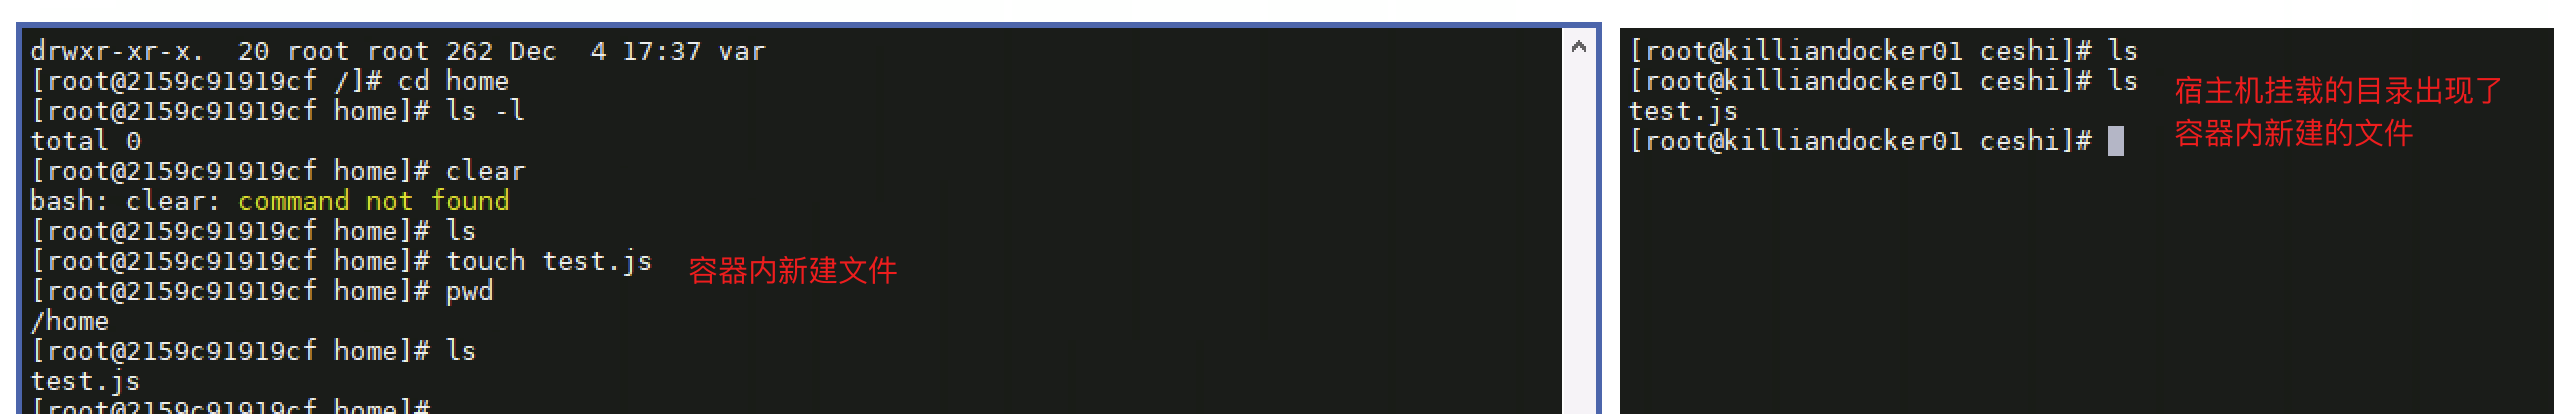 drwxr-xr-x.  20 root root 262 Dec  4 17:37 var
[root@2159c91919cf /]# cd home
[root@2159c91919cf home]# ls -l
total 0
[root@2159c91919cf home]# clear
bash: clear: command not found
[root@2159c91919cf home]# ls
[root@2159c91919cf home]# touch test.js 容器内新建文件
[root@2159c91919cf home]# pwd
/home
[root@2159c91919cf home]# ls
test.js
[root@2159c91919cf home]#
[root@killiandocker01 ceshi]# ls
[root@killiandocker01 ceshi]# ls
test.js
[root@killiandocker01 ceshi]#
宿主机挂载的目录出现了
容器内新建的文件